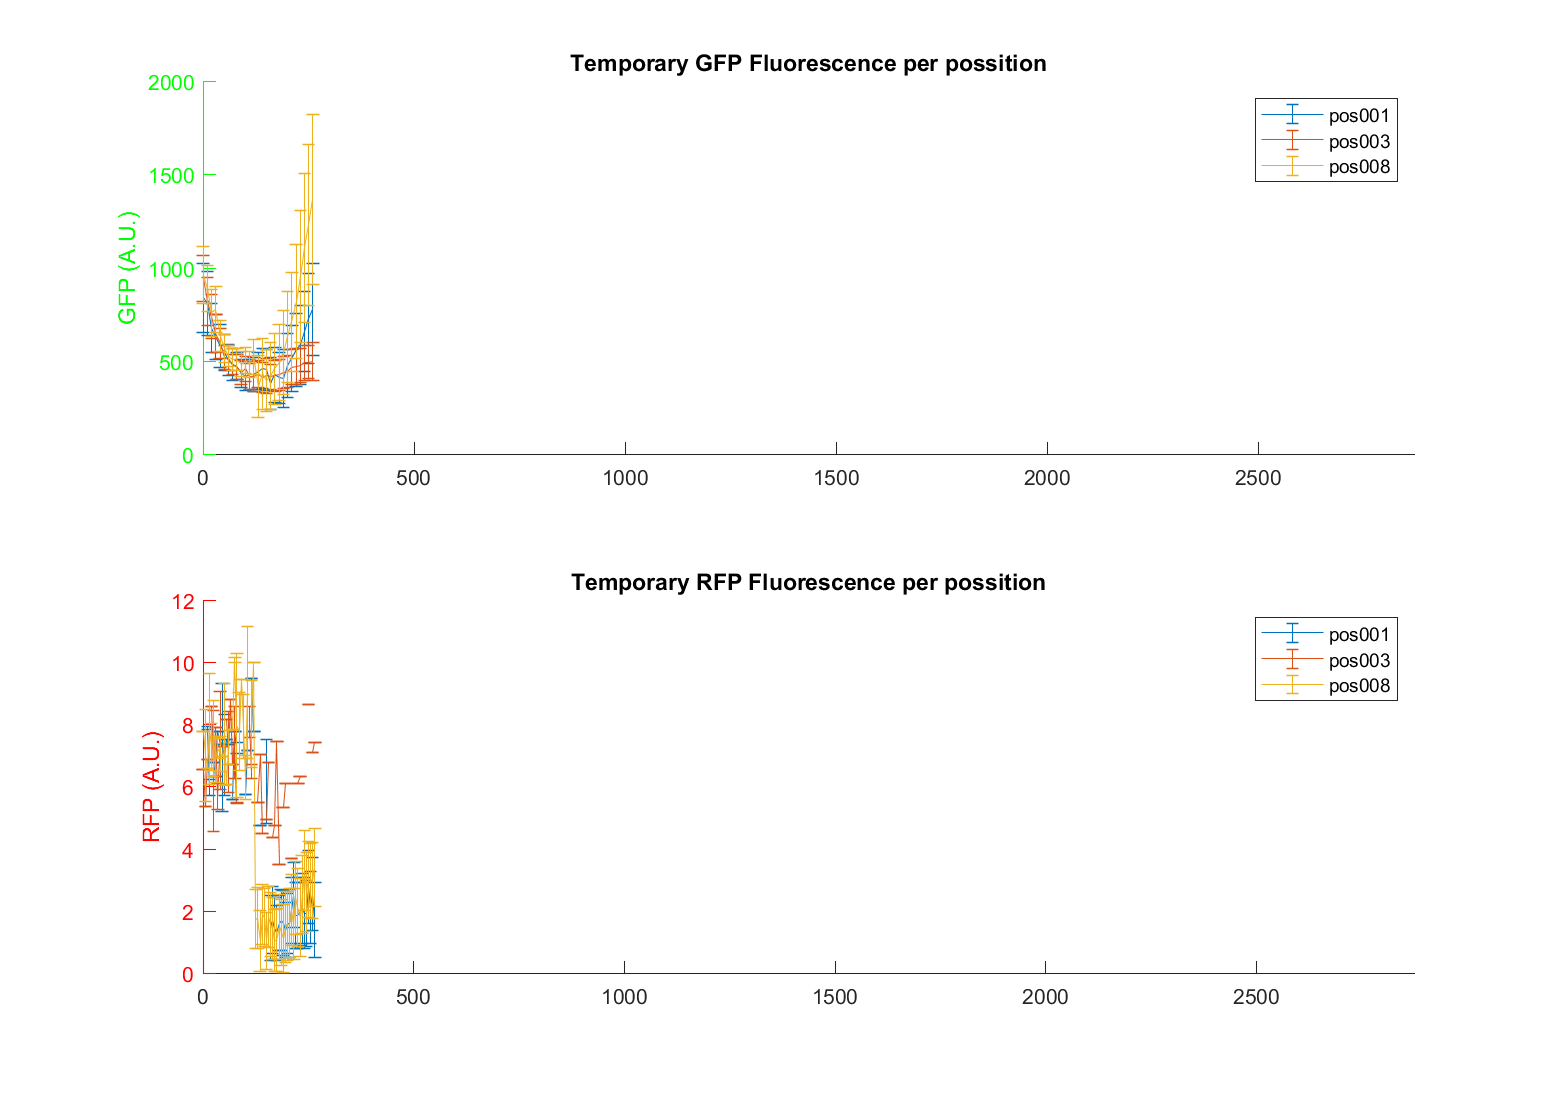 Temporary GFP Fluorescence per possition
2000
1500
1000
500
0
GFP (A.U.)
pos001
pos003
pos008
0 500 1000 1500 2000 2500
Temporary RFP Fluorescence per possition
12
10
8
6
4
2
0
RFP (A.U.)
pos001
pos003
pos008
0 500 1000 1500 2000 2500